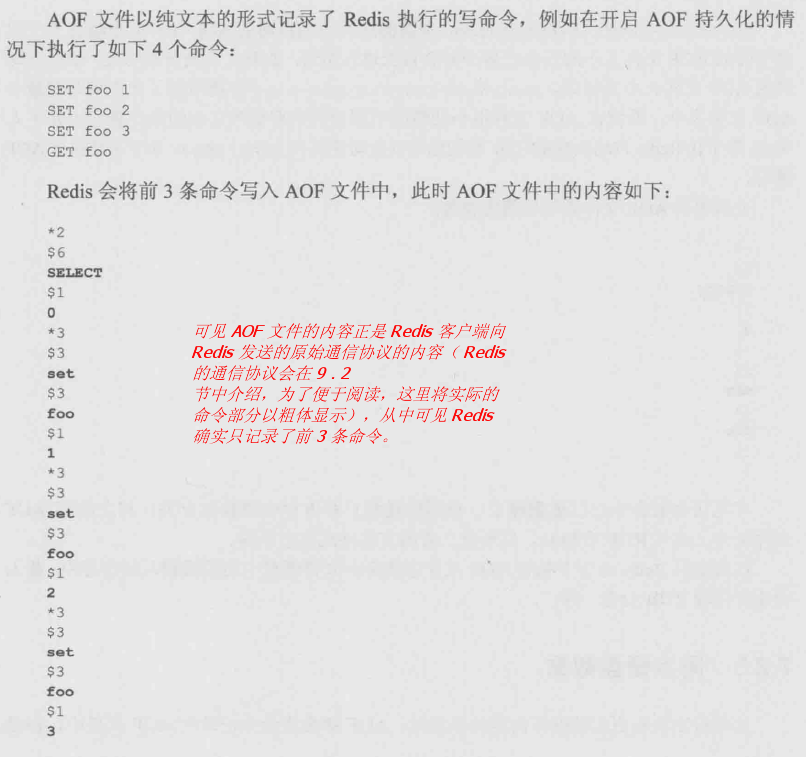 AOF 文件以纯文本的形式记录了 Redis 执行的写命令，例如在开启 AOF 持久化的情
况下执行了如下 4 个命令：
SET foo 1
SET foo 2
SET foo 3
GET foo
Redis 会将前 3 条命令写入 AOF 文件中，此时 AOF 文件中的内容如下：
*2
$6
SELECT
$1
0
*3
$3
set
$3
foo
$1
1
*3
$3
set
$3
foo
$1
2
*3
$3
set
$3
foo
$1
3
可见 AOF 文件的内容正是 Redis 客户端向
Redis 发送的原始通信协议的内容（ Redis
的通信协议会在 9 . 2
节中介绍，为了便于阅读，这里将实际的
命令部分以粗体显示），从中可见 Redis
确实只记录了前 3 条命令。